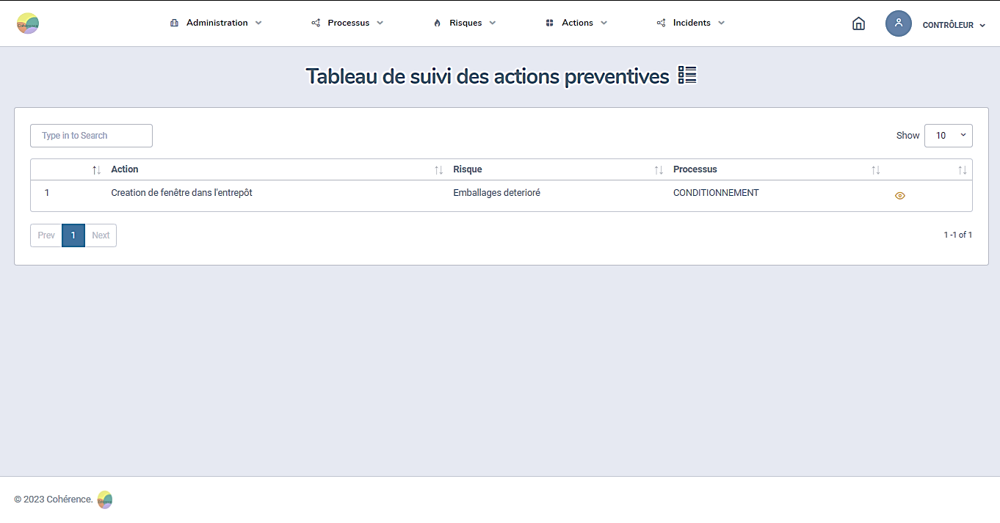 Cohérence Administration Processus Risques Actions Incidents CONTRÔLEUR
Tableau de suivi des actions preventives
Type in to Search Show 10
Action Risque Processus
1 Creation de fenêtre dans l'entrepôt Emballages deterioré CONDITIONNEMENT
Prev 1 Next 1 -1 of 1
© 2023 Cohérence.